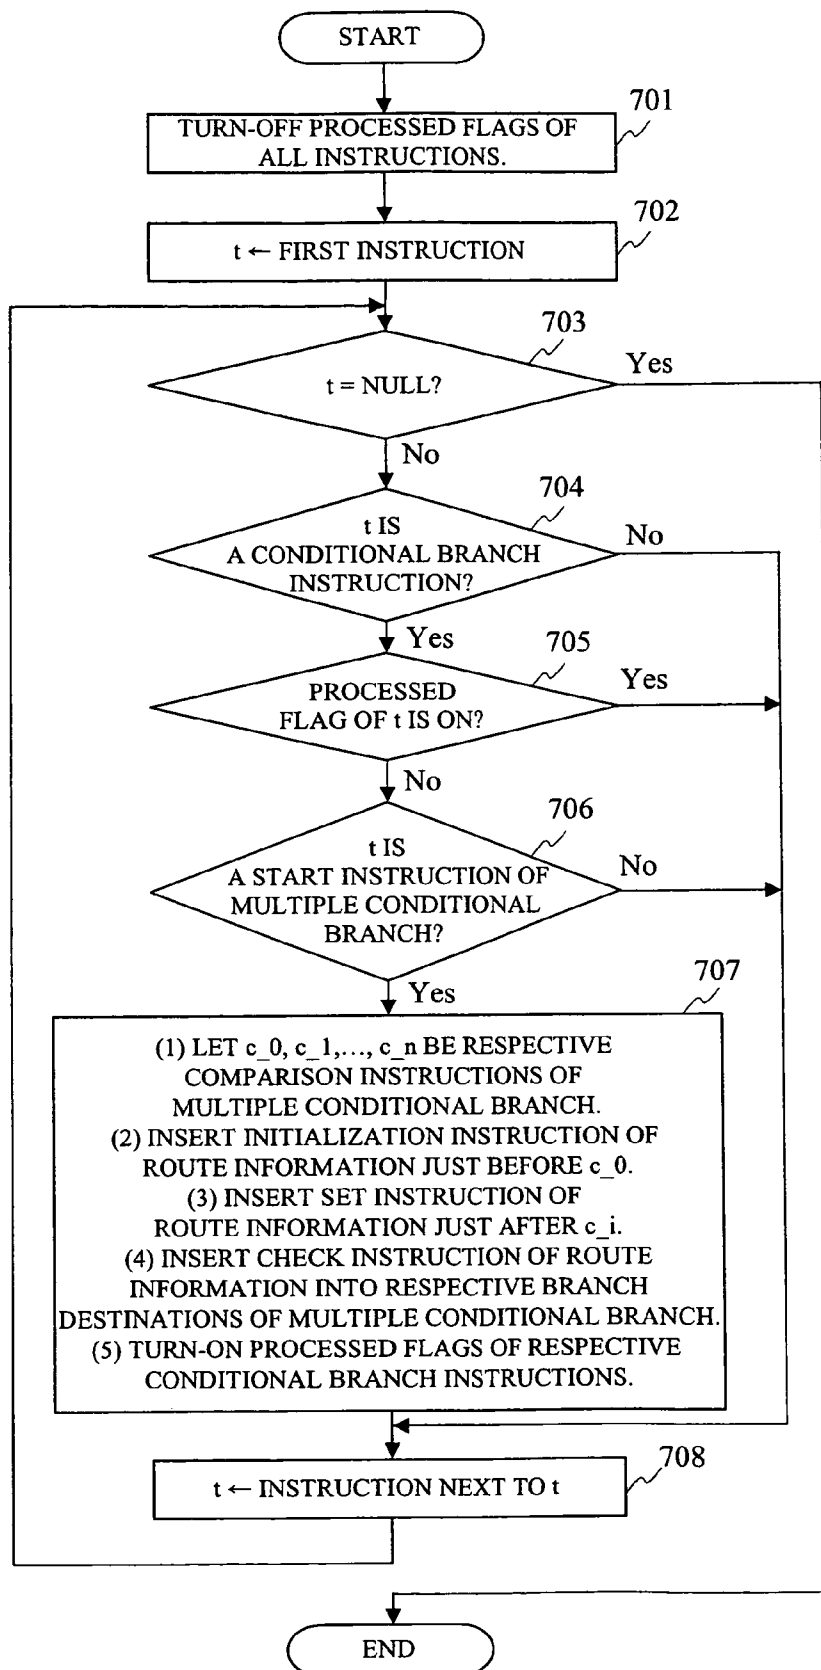 START
701
TURN-OFF PROCESSED FLAGS OF
ALL INSTRUCTIONS.
702
t ← FIRST INSTRUCTION
703
t = NULL?
Yes
No
704
t IS
A CONDITIONAL BRANCH
INSTRUCTION?
No
Yes
705
PROCESSED
FLAG OF t IS ON?
Yes
No
706
t IS
A START INSTRUCTION OF
MULTIPLE CONDITIONAL
BRANCH?
No
Yes
707
(1) LET c_0, c_1,..., c_n BE RESPECTIVE
COMPARISON INSTRUCTIONS OF
MULTIPLE CONDITIONAL BRANCH.
(2) INSERT INITIALIZATION INSTRUCTION OF
ROUTE INFORMATION JUST BEFORE c_0.
(3) INSERT SET INSTRUCTION OF
ROUTE INFORMATION JUST AFTER c_i.
(4) INSERT CHECK INSTRUCTION OF ROUTE
INFORMATION INTO RESPECTIVE BRANCH
DESTINATIONS OF MULTIPLE CONDITIONAL BRANCH.
(5) TURN-ON PROCESSED FLAGS OF RESPECTIVE
CONDITIONAL BRANCH INSTRUCTIONS.
708
t ← INSTRUCTION NEXT TO t
END